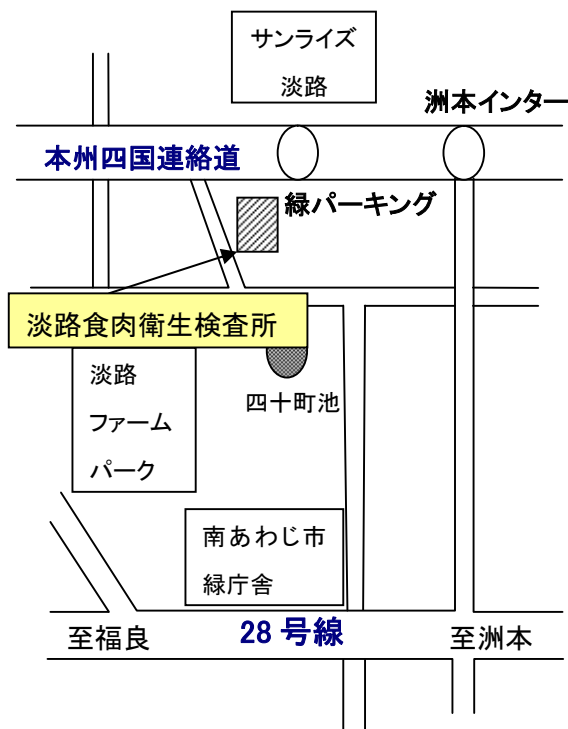 サンライズ
淡路
洲本インター
本州四国連絡道
緑パーキング
淡路食肉衛生検査所
淡路
ファーム
パーク
四十町池
南あわじ市
緑庁舎
至福良
28 号線
至洲本